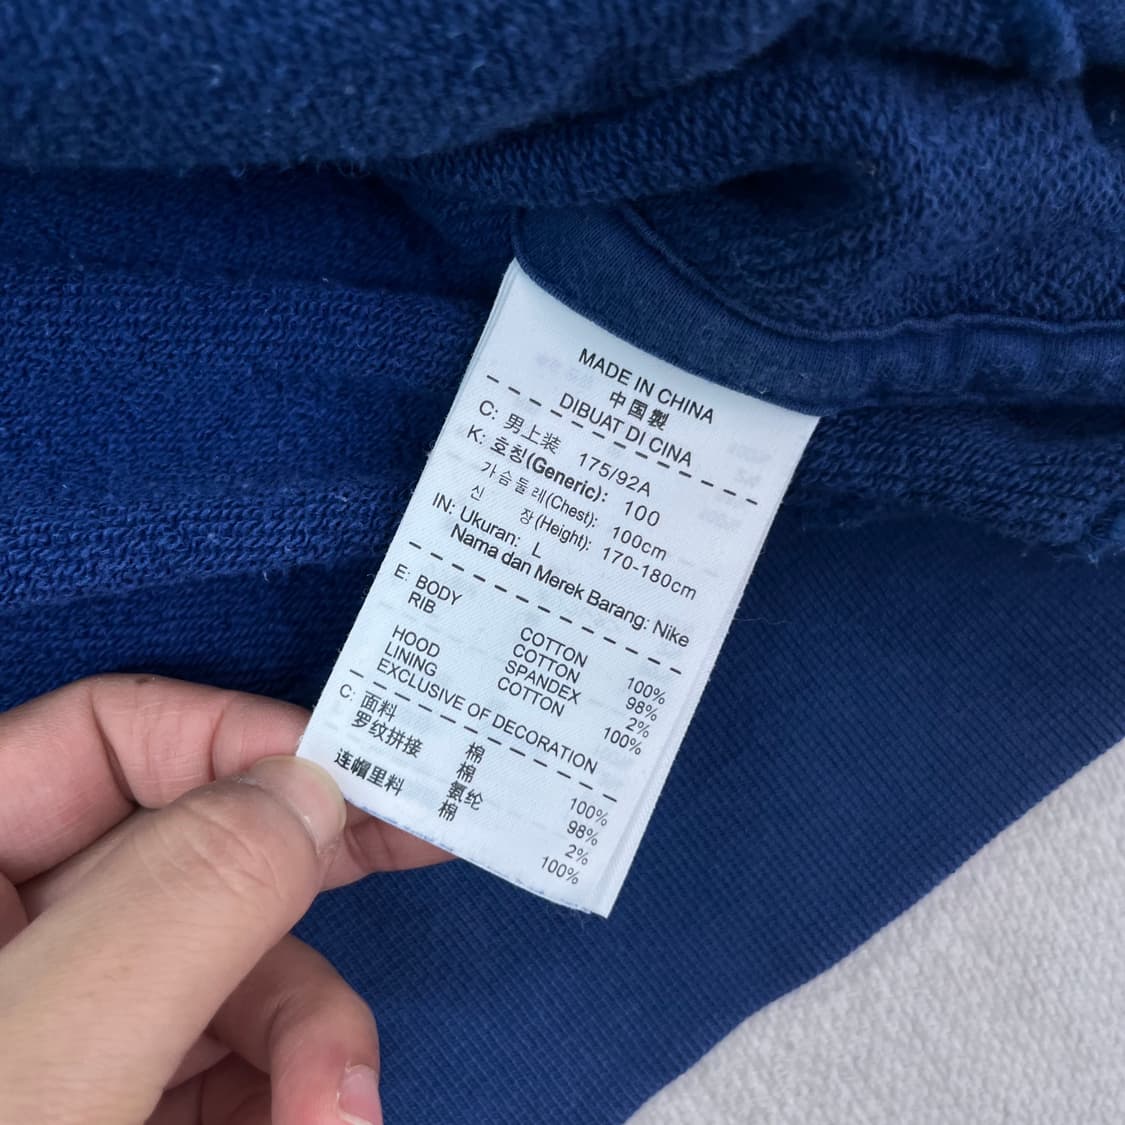 MADE IN CHINA
中国製
DIBUAT DI CINA
C: 男上装 175/92A
K: 호칭(Generic): 100
가슴둘레(Chest): 100cm
신 장(Height): 170-180cm
IN: Ukuran: L
Nama dan Merek Barang: Nike
E: BODY COTTON 100%
RIB COTTON 98%
SPANDEX 2%
HOOD LINING COTTON 100%
EXCLUSIVE OF DECORATION
C: 面料 棉 100%
罗纹拼接 棉 98%
氨纶 2%
连帽里料 棉 100%